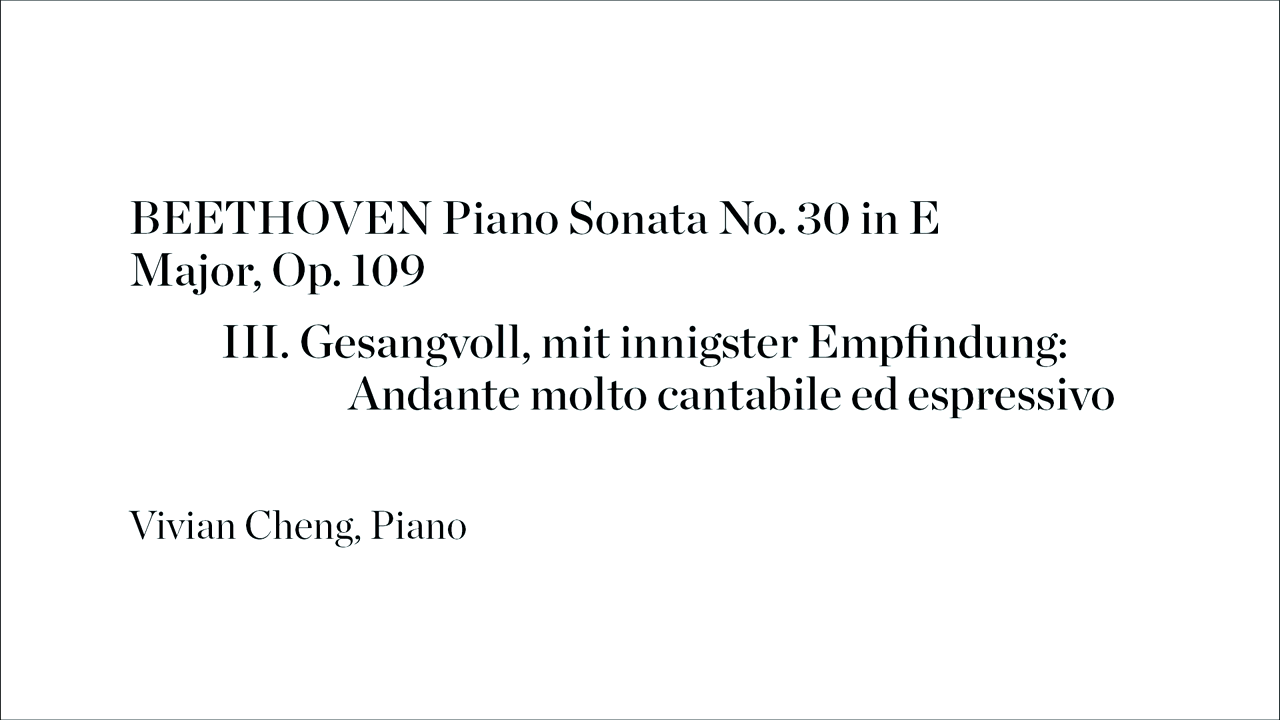 BEETHOVEN Piano Sonata No. 30 in E
Major, Op. 109
III. Gesangvoll, mit innigster Empfindung:
Andante molto cantabile ed espressivo
Vivian Cheng, Piano